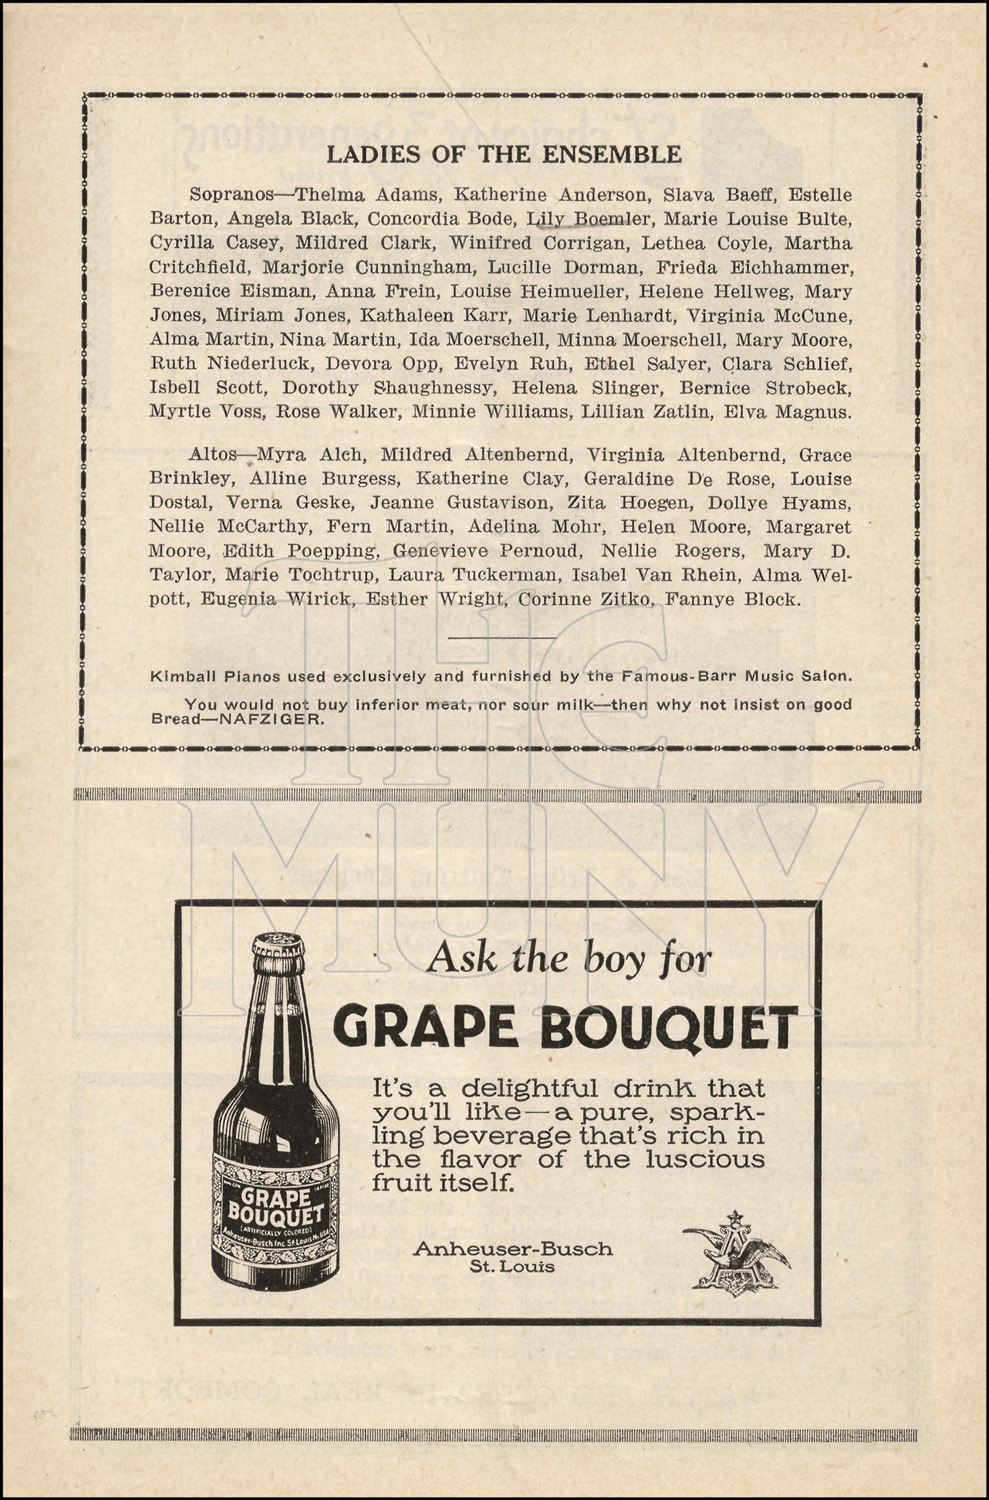 LADIES OF THE ENSEMBLE
Sopranos—Thelma Adams, Katherine Anderson, Slava Baeff, Estelle
Barton, Angela Black, Concordia Bode, Lily Boemler, Marie Louise Bulte,
Cyrilla Casey, Mildred Clark, Winifred Corrigan, Lethea Coyle, Martha
Critchfield, Marjorie Cunningham, Lucille Dorman, Frieda Eichhammer,
Berenice Eisman, Anna Frein, Louise Heimueller, Helene Hellweg, Mary
Jones, Miriam Jones, Kathaleen Karr, Marie Lenhardt, Virginia McCune,
Alma Martin, Nina Martin, Ida Moerschell, Minna Moerschell, Mary Moore,
Ruth Niederluck, Devora Opp, Evelyn Ruh, Ethel Salyer, Clara Schlief,
Isbell Scott, Dorothy Shaughnessy, Helena Slinger, Bernice Strobeck,
Myrtle Voss, Rose Walker, Minnie Williams, Lillian Zatlin, Elva Magnus.
Altos—Myra Alch, Mildred Altenbernd, Virginia Altenbernd, Grace
Brinkley, Alline Burgess, Katherine Clay, Geraldine De Rose, Louise
Dostal, Verna Geske, Jeanne Gustavison, Zita Hoegen, Dollye Hyams,
Nellie McCarthy, Fern Martin, Adelina Mohr, Helen Moore, Margaret
Moore, Edith Poepping, Genevieve Pernoud, Nellie Rogers, Mary D.
Taylor, Marie Tochtrup, Laura Tuckerman, Isabel Van Rhein, Alma Wel-
pott, Eugenia Wirick, Esther Wright, Corinne Zitko, Fannye Block.
Kimball Pianos used exclusively and furnished by the Famous-Barr Music Salon.
You would not buy inferior meat, nor sour milk—then why not insist on good
Bread—NAFZIGER.
THE
MUNY
Ask the boy for
GRAPE BOUQUET
It's a delightful drink that
you'll like—a pure, spark-
ling beverage that's rich in
the flavor of the luscious
fruit itself.
Anheuser-Busch
St. Louis
GRAPE
BOUQUET
(ARTIFICIALLY COLORED)
Anheuser-Busch Inc St Louis Mo USA
A